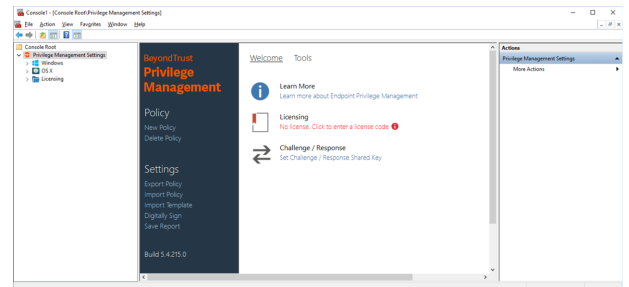 Console1 - [Console Root\Privilege Management Settings]
File Action View Favorites Window Help
Console Root
Privilege Management Settings
Windows
OS X
Licensing
BeyondTrust
Privilege
Management
Policy
New Policy
Delete Policy
Settings
Export Policy
Import Policy
Import Template
Digitally Sign
Save Report
Build 5.4.215.0
Welcome Tools
Learn More
Learn more about Endpoint Privilege Management
Licensing
No license. Click to enter a license code
Challenge / Response
Set Challenge / Response Shared Key
Actions
Privilege Management Settings
More Actions